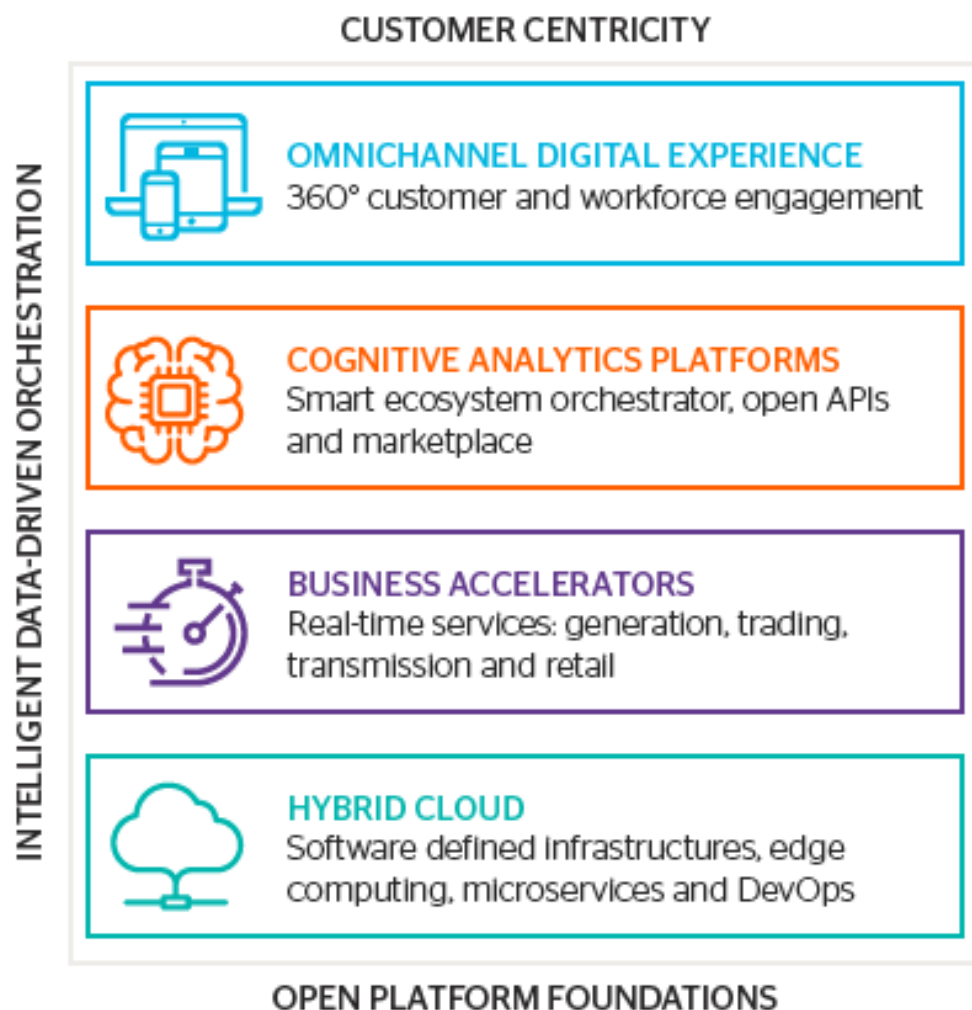 CUSTOMER CENTRICITY
INTELLIGENT DATA-DRIVEN ORCHESTRATION
OMNICHANNEL DIGITAL EXPERIENCE
360° customer and workforce engagement
COGNITIVE ANALYTICS PLATFORMS
Smart ecosystem orchestrator, open APIs
and marketplace
BUSINESS ACCELERATORS
Real-time services: generation, trading,
transmission and retail
HYBRID CLOUD
Software defined infrastructures, edge
computing, microservices and DevOps
OPEN PLATFORM FOUNDATIONS